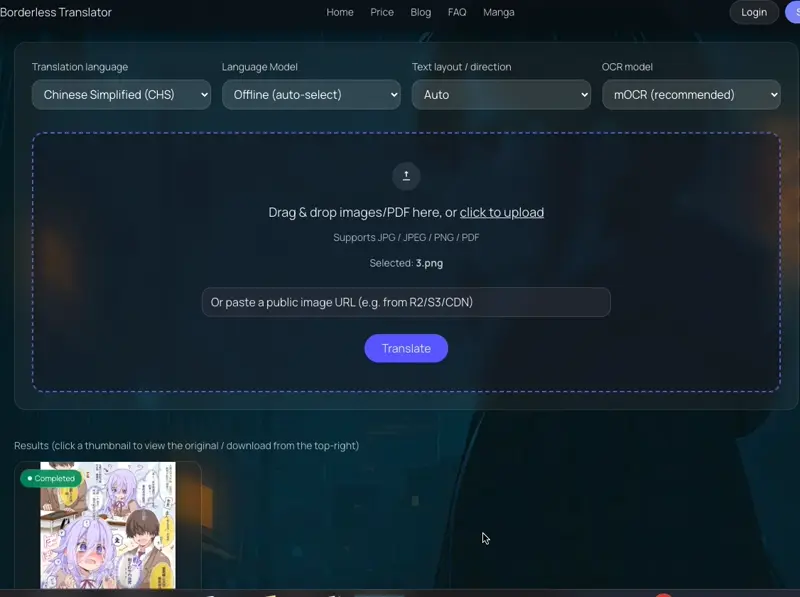 Borderless Translator
Home Price Blog FAQ Manga
Login
Translation language
Language Model
Text layout / direction
OCR model
Chinese Simplified (CHS)
Offline (auto-select)
Auto
mOCR (recommended)
Drag & drop images/PDF here, or click to upload
Supports JPG / JPEG / PNG / PDF
Selected: 3.png
Or paste a public image URL (e.g. from R2/S3/CDN)
Translate
Results (click a thumbnail to view the original / download from the top-right)
Completed